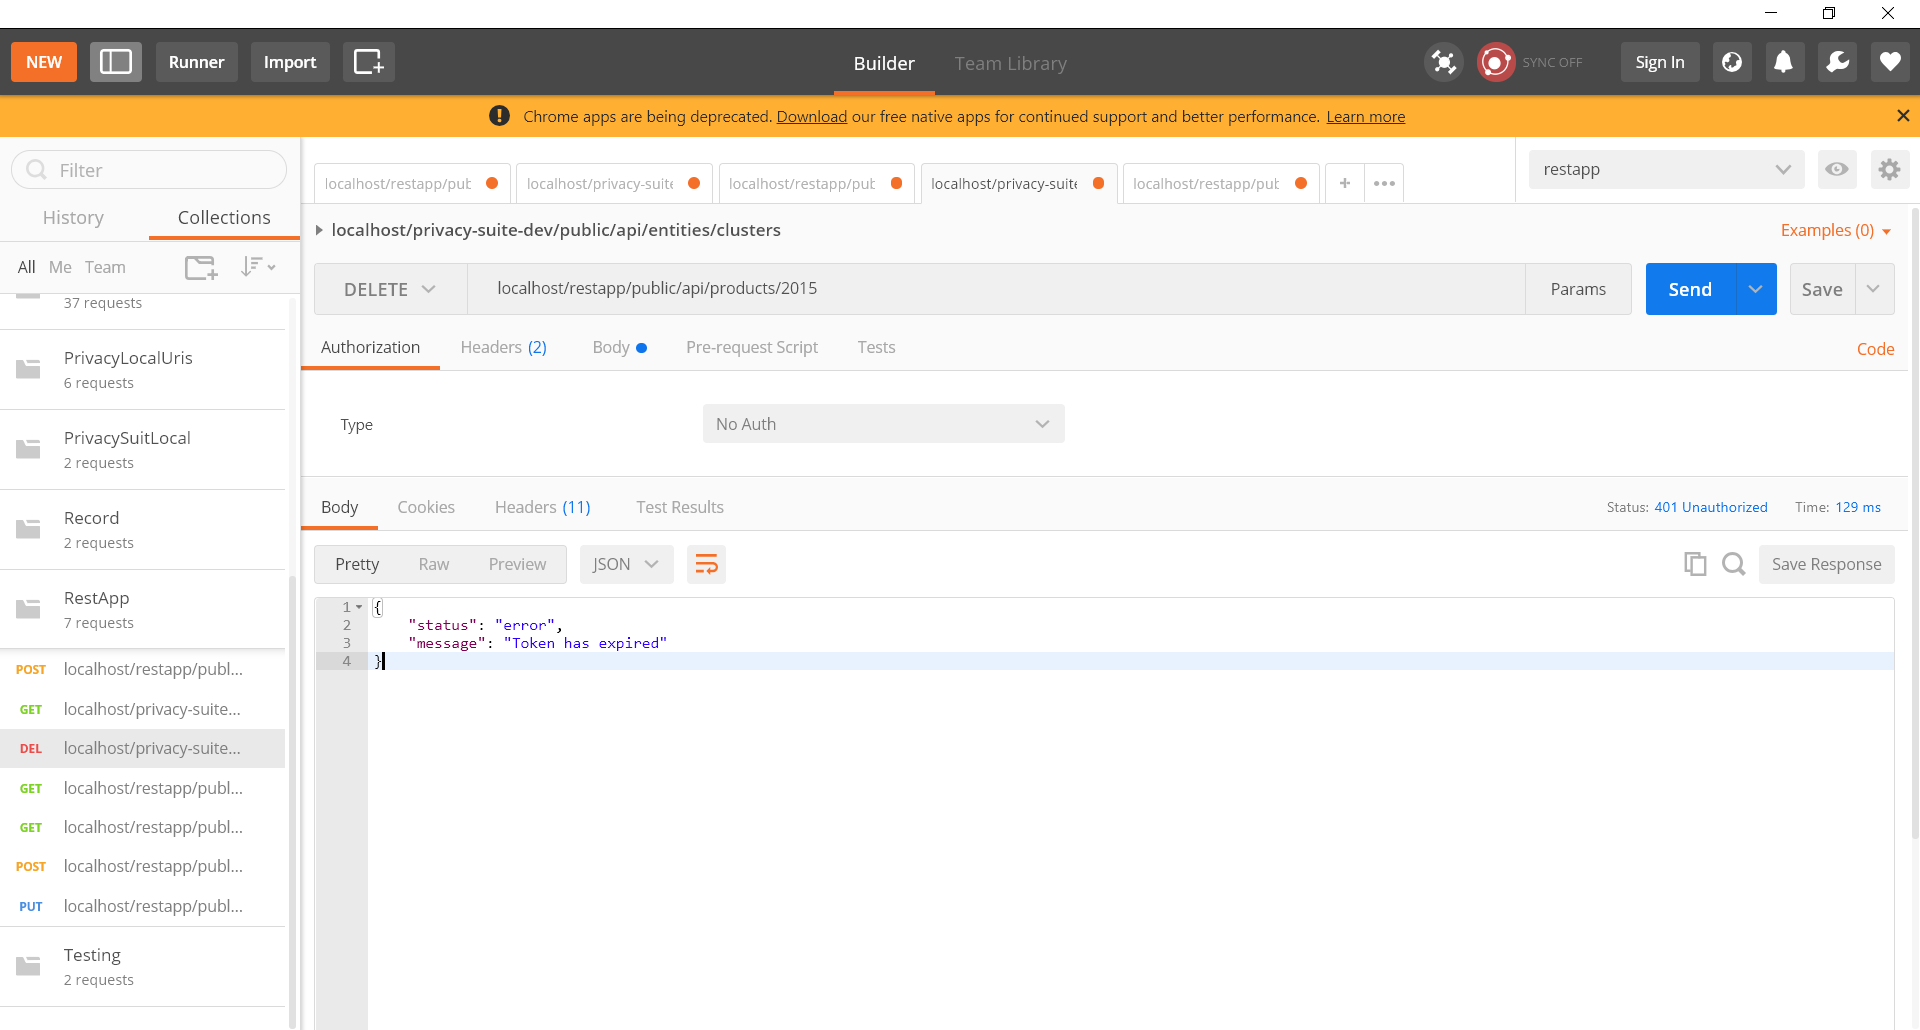 NEW Runner Import Builder Team Library SYNC OFF Sign In
Chrome apps are being deprecated. Download our free native apps for continued support and better performance. Learn more
Filter
History Collections
All Me Team
37 requests
PrivacyLocalUris
6 requests
PrivacySuitLocal
2 requests
Record
2 requests
RestApp
7 requests
POST localhost/restapp/publ...
GET localhost/privacy-suite...
DEL localhost/privacy-suite...
GET localhost/restapp/publ...
GET localhost/restapp/publ...
POST localhost/restapp/publ...
PUT localhost/restapp/publ...
Testing
2 requests
localhost/restapp/pub localhost/privacy-suite localhost/restapp/pub localhost/privacy-suite localhost/restapp/pub + ••• restapp
localhost/privacy-suite-dev/public/api/entities/clusters Examples (0)
DELETE localhost/restapp/public/api/products/2015 Params Send Save
Authorization Headers (2) Body Pre-request Script Tests Code
Type No Auth
Body Cookies Headers (11) Test Results Status: 401 Unauthorized Time: 129 ms
Pretty Raw Preview JSON Save Response
1 {
2 "status": "error",
3 "message": "Token has expired"
4 }